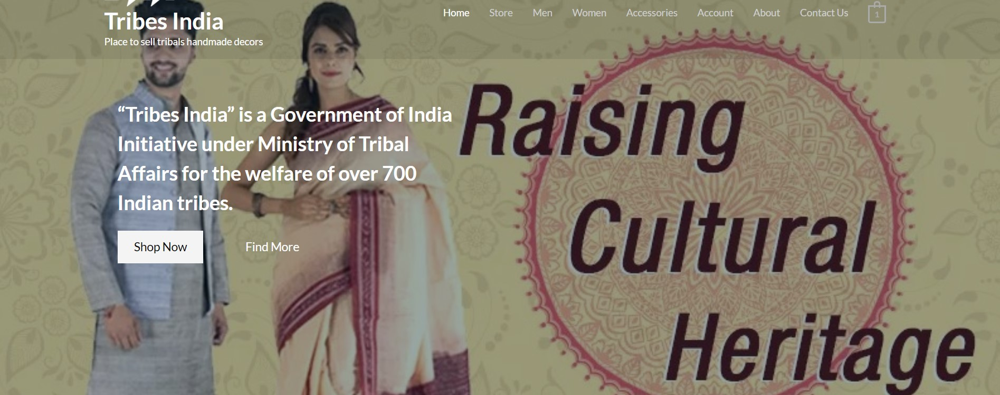 Tribes India
Place to sell tribals handmade decors
Home Store Men Women Accessories Account About Contact Us 1
“Tribes India” is a Government of India
Initiative under Ministry of Tribal
Affairs for the welfare of over 700
Indian tribes.
Shop Now Find More
Raising
Cultural
Heritage